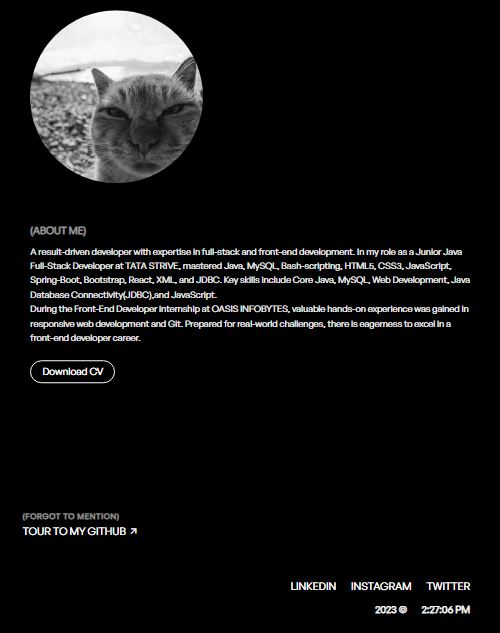 (ABOUT ME)
A result-driven developer with expertise in full-stack and front-end development. In my role as a Junior Java
Full-Stack Developer at TATA STRIVE, mastered Java, MySQL, Bash-scripting, HTML5, CSS3, JavaScript,
Spring-Boot, Bootstrap, React, XML, and JDBC. Key skills include Core Java, MySQL, Web Development, Java
Database Connectivity(JDBC),and JavaScript.
During the Front-End Developer internship at OASIS INFOBYTES, valuable hands-on experience was gained in
responsive web development and Git. Prepared for real-world challenges, there is eagerness to excel in a
front-end developer career.
Download CV
(FORGOT TO MENTION)
TOUR TO MY GITHUB ↗
LINKEDIN INSTAGRAM TWITTER
2023 © 2:27:06 PM